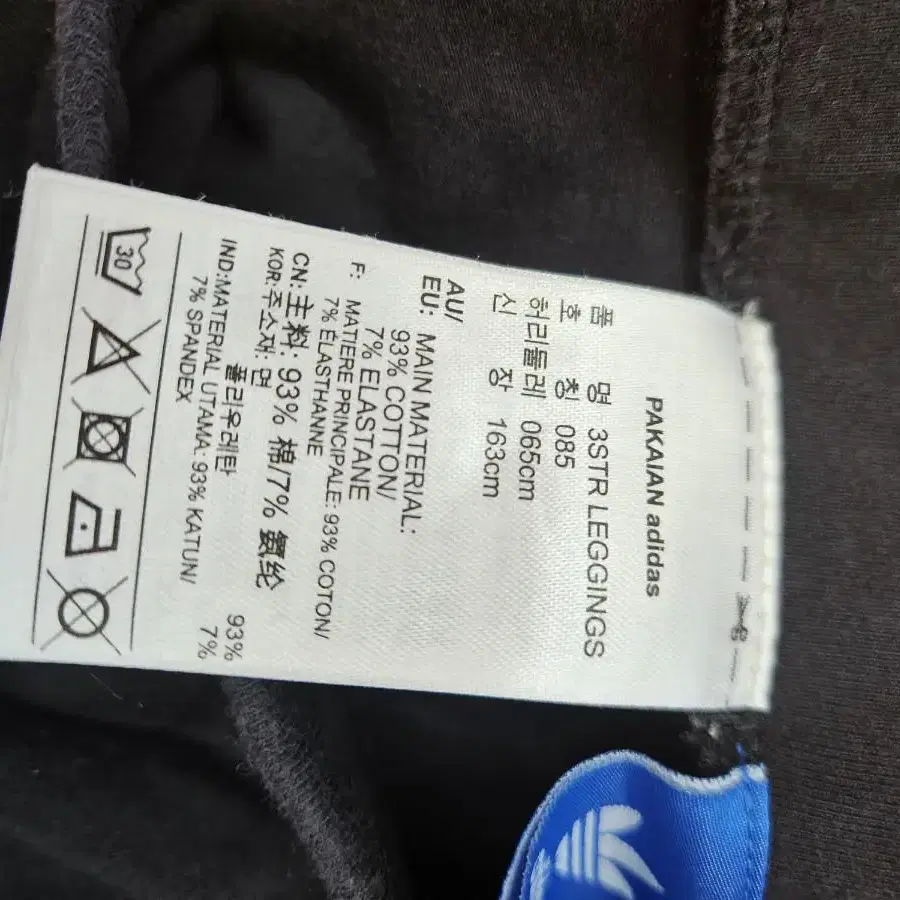 PAKAIAN adidas
품 명 3STR LEGGINGS
호 칭 085
허리둘레 065cm
신 장 163cm
AU/
EU: MAIN MATERIAL:
93% COTTON/
7% ELASTANE
F: MATIERE PRINCIPALE: 93% COTON/
7% ÉLASTHANNE
CN: 主料: 93% 棉/7% 氨纶
KOR:주소재: 면 93%
폴리우레탄 7%
IND:MATERIAL UTAMA: 93% KATUN/
7% SPANDEX
30